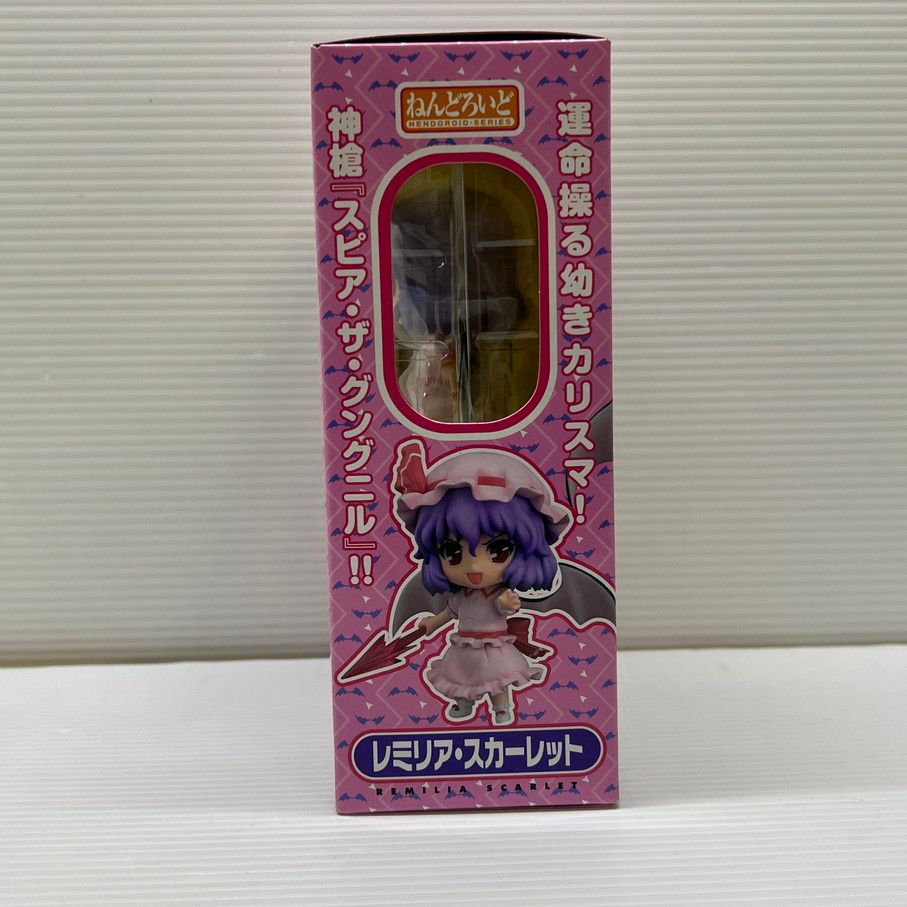 ねんどろいど
NENDOROID-SERIES
運命操る幼きカリスマ!
神槍『スピア・ザ・グングニル』!!
レミリア・スカーレット
REMILIA SCARLET